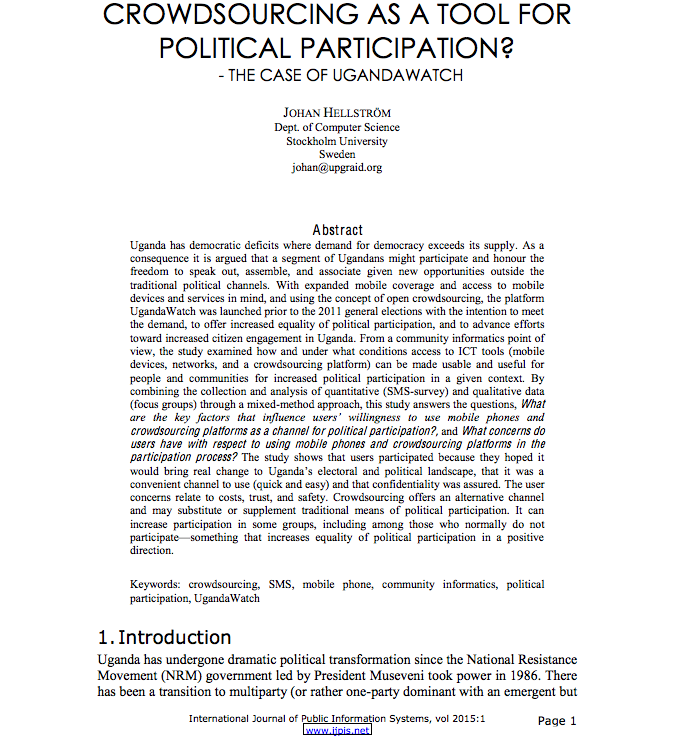 CROWDSOURCING AS A TOOL FOR
POLITICAL PARTICIPATION?
- THE CASE OF UGANDAWATCH
JOHAN HELLSTRÖM
Dept. of Computer Science
Stockholm University
Sweden
johan@upgraid.org
Abstract
Uganda has democratic deficits where demand for democracy exceeds its supply. As a
consequence it is argued that a segment of Ugandans might participate and honour the
freedom to speak out, assemble, and associate given new opportunities outside the
traditional political channels. With expanded mobile coverage and access to mobile
devices and services in mind, and using the concept of open crowdsourcing, the platform
UgandaWatch was launched prior to the 2011 general elections with the intention to meet
the demand, to offer increased equality of political participation, and to advance efforts
toward increased citizen engagement in Uganda. From a community informatics point of
view, the study examined how and under what conditions access to ICT tools (mobile
devices, networks, and a crowdsourcing platform) can be made usable and useful for
people and communities for increased political participation in a given context. By
combining the collection and analysis of quantitative (SMS-survey) and qualitative data
(focus groups) through a mixed-method approach, this study answers the questions, What
are the key factors that influence users' willingness to use mobile phones and
crowdsourcing platforms as a channel for political participation?, and What concerns do
users have with respect to using mobile phones and crowdsourcing platforms in the
participation process? The study shows that users participated because they hoped it
would bring real change to Uganda's electoral and political landscape, that it was a
convenient channel to use (quick and easy) and that confidentiality was assured. The user
concerns relate to costs, trust, and safety. Crowdsourcing offers an alternative channel
and may substitute or supplement traditional means of political participation. It can
increase participation in some groups, including among those who normally do not
participate—something that increases equality of political participation in a positive
direction.
Keywords: crowdsourcing, SMS, mobile phone, community informatics, political
participation, UgandaWatch
1. Introduction
Uganda has undergone dramatic political transformation since the National Resistance
Movement (NRM) government led by President Museveni took power in 1986. There
has been a transition to multiparty (or rather one-party dominant with an emergent but
International Journal of Public Information Systems, vol 2015:1
www.ijpis.net
Page 1